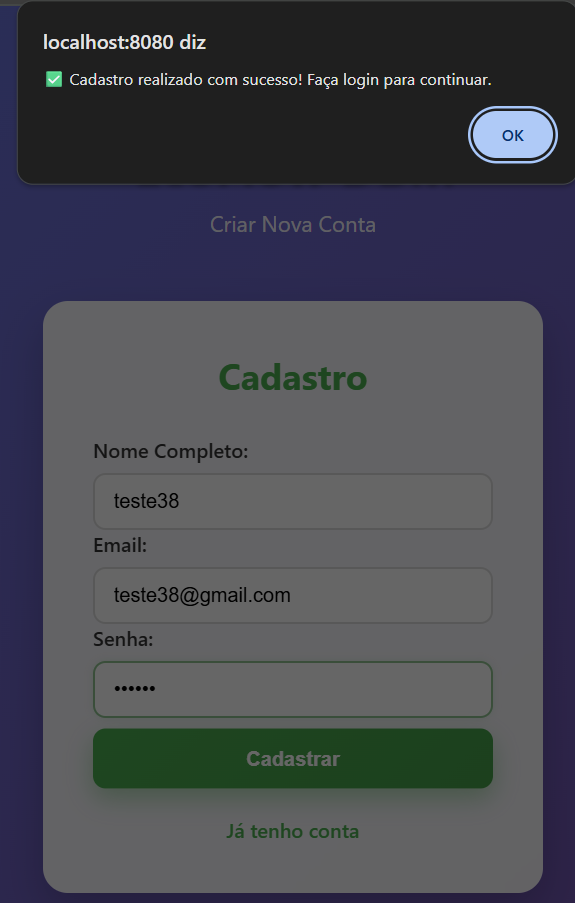 localhost:8080 diz
✅ Cadastro realizado com sucesso! Faça login para continuar.
OK
Criar Nova Conta
Cadastro
Nome Completo:
teste38
Email:
teste38@gmail.com
Senha:
••••••
Cadastrar
Já tenho conta